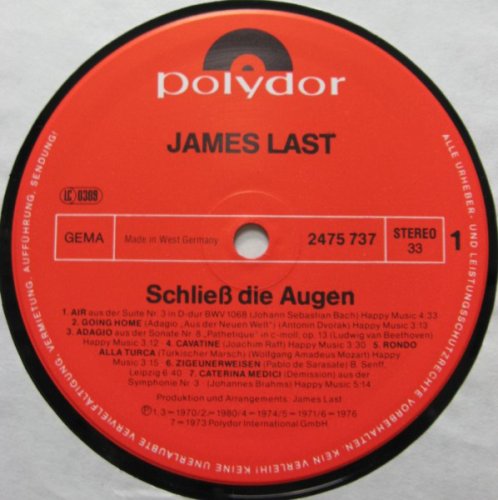 polydor
JAMES LAST
LC 0309
GEMA Made in West Germany 2475 737 STEREO 33 1
Schließ die Augen
1. AIR aus der Suite Nr. 3 in D-dur BWV 1068 (Johann Sebastian Bach) Happy Music 4:33
2. GOING HOME (Adagio „Aus der Neuen Welt“) (Antonin Dvorak) Happy Music 3:13
3. ADAGIO aus der Sonate Nr. 8 „Pathetique“ in c-moll, op. 13 (Ludwig van Beethoven)
Happy Music 3:12 4. CAVATINE (Joachim Raff) Happy Music 3:30 5. RONDO
ALLA TURCA (Türkischer Marsch) (Wolfgang Amadeus Mozart) Happy Music
3:15 6. ZIGEUNERWEISEN (Pablo de Sarasate) B. Senff,
Leipzig 6:40 7. CATERINA MEDICI (Démission) aus der
Symphonie Nr. 3 (Johannes Brahms) Happy Music 5:14
Produktion und Arrangements: James Last
Ⓟ 1. 3=1970/2=1980/4=1974/5=1971/6=1976
7=1973 Polydor International GmbH
ALLE URHEBER- UND LEISTUNGSSCHUTZRECHTE VORBEHALTEN. KEIN VERLEIH! KEINE UNERLAUBTE VERVIELFÄLTIGUNG, VERMIETUNG, AUFFÜHRUNG, SENDUNG!